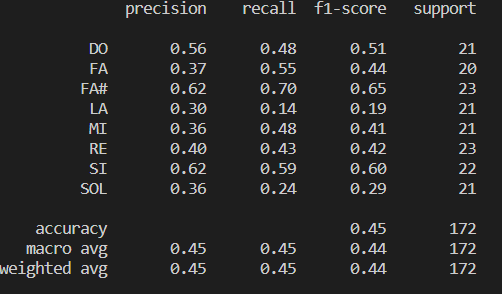 precision recall f1-score support
DO 0.56 0.48 0.51 21
FA 0.37 0.55 0.44 20
FA# 0.62 0.70 0.65 23
LA 0.30 0.14 0.19 21
MI 0.36 0.48 0.41 21
RE 0.40 0.43 0.42 23
SI 0.62 0.59 0.60 22
SOL 0.36 0.24 0.29 21
accuracy 0.45 172
macro avg 0.45 0.45 0.44 172
weighted avg 0.45 0.45 0.44 172